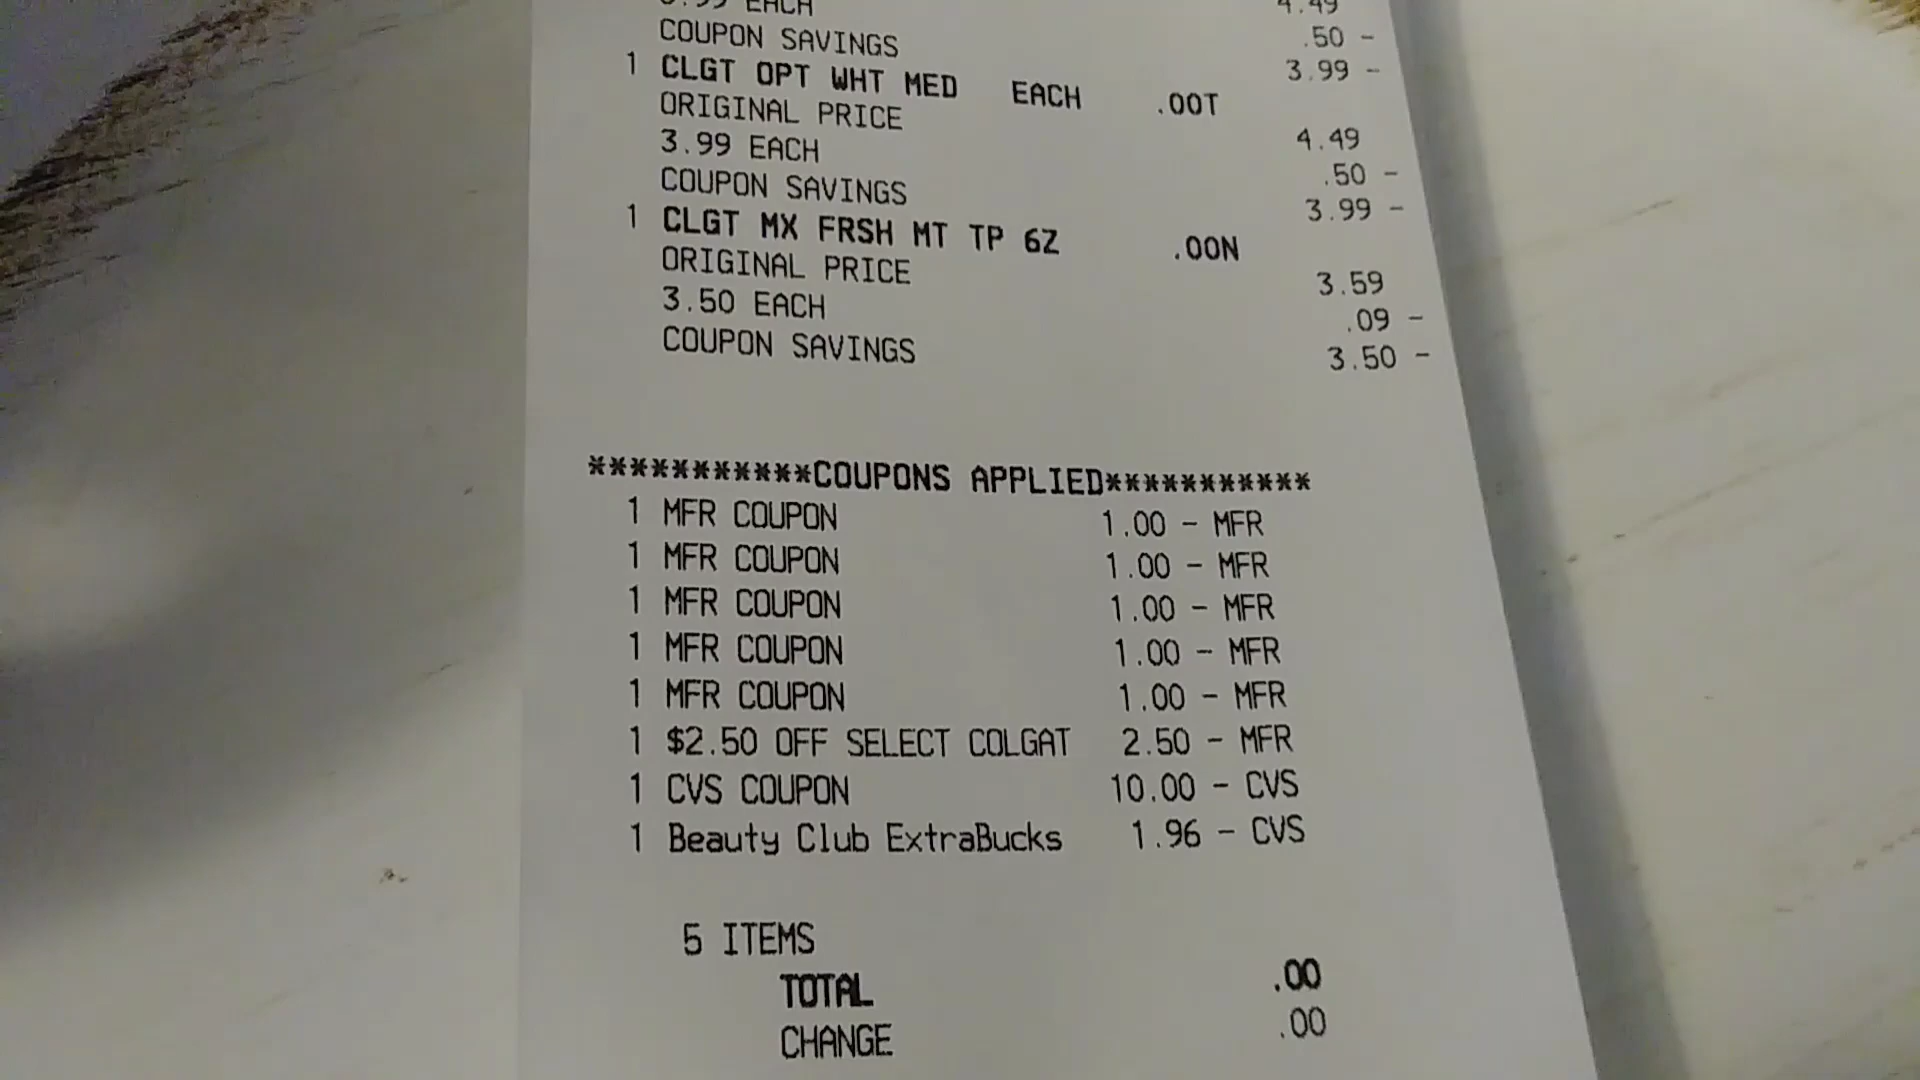 3.99 EACH 4.49
.50 -
COUPON SAVINGS 3.99 -
1 CLGT OPT WHT MED EACH .00T
ORIGINAL PRICE 4.49
3.99 EACH .50 -
COUPON SAVINGS 3.99 -
1 CLGT MX FRSH MT TP 6Z .00N
ORIGINAL PRICE 3.59
3.50 EACH .09 -
COUPON SAVINGS 3.50 -
***********COUPONS APPLIED***********
1 MFR COUPON 1.00 - MFR
1 MFR COUPON 1.00 - MFR
1 MFR COUPON 1.00 - MFR
1 MFR COUPON 1.00 - MFR
1 MFR COUPON 1.00 - MFR
1 $2.50 OFF SELECT COLGAT 2.50 - MFR
1 CVS COUPON 10.00 - CVS
1 Beauty Club ExtraBucks 1.96 - CVS
5 ITEMS
TOTAL .00
CHANGE .00